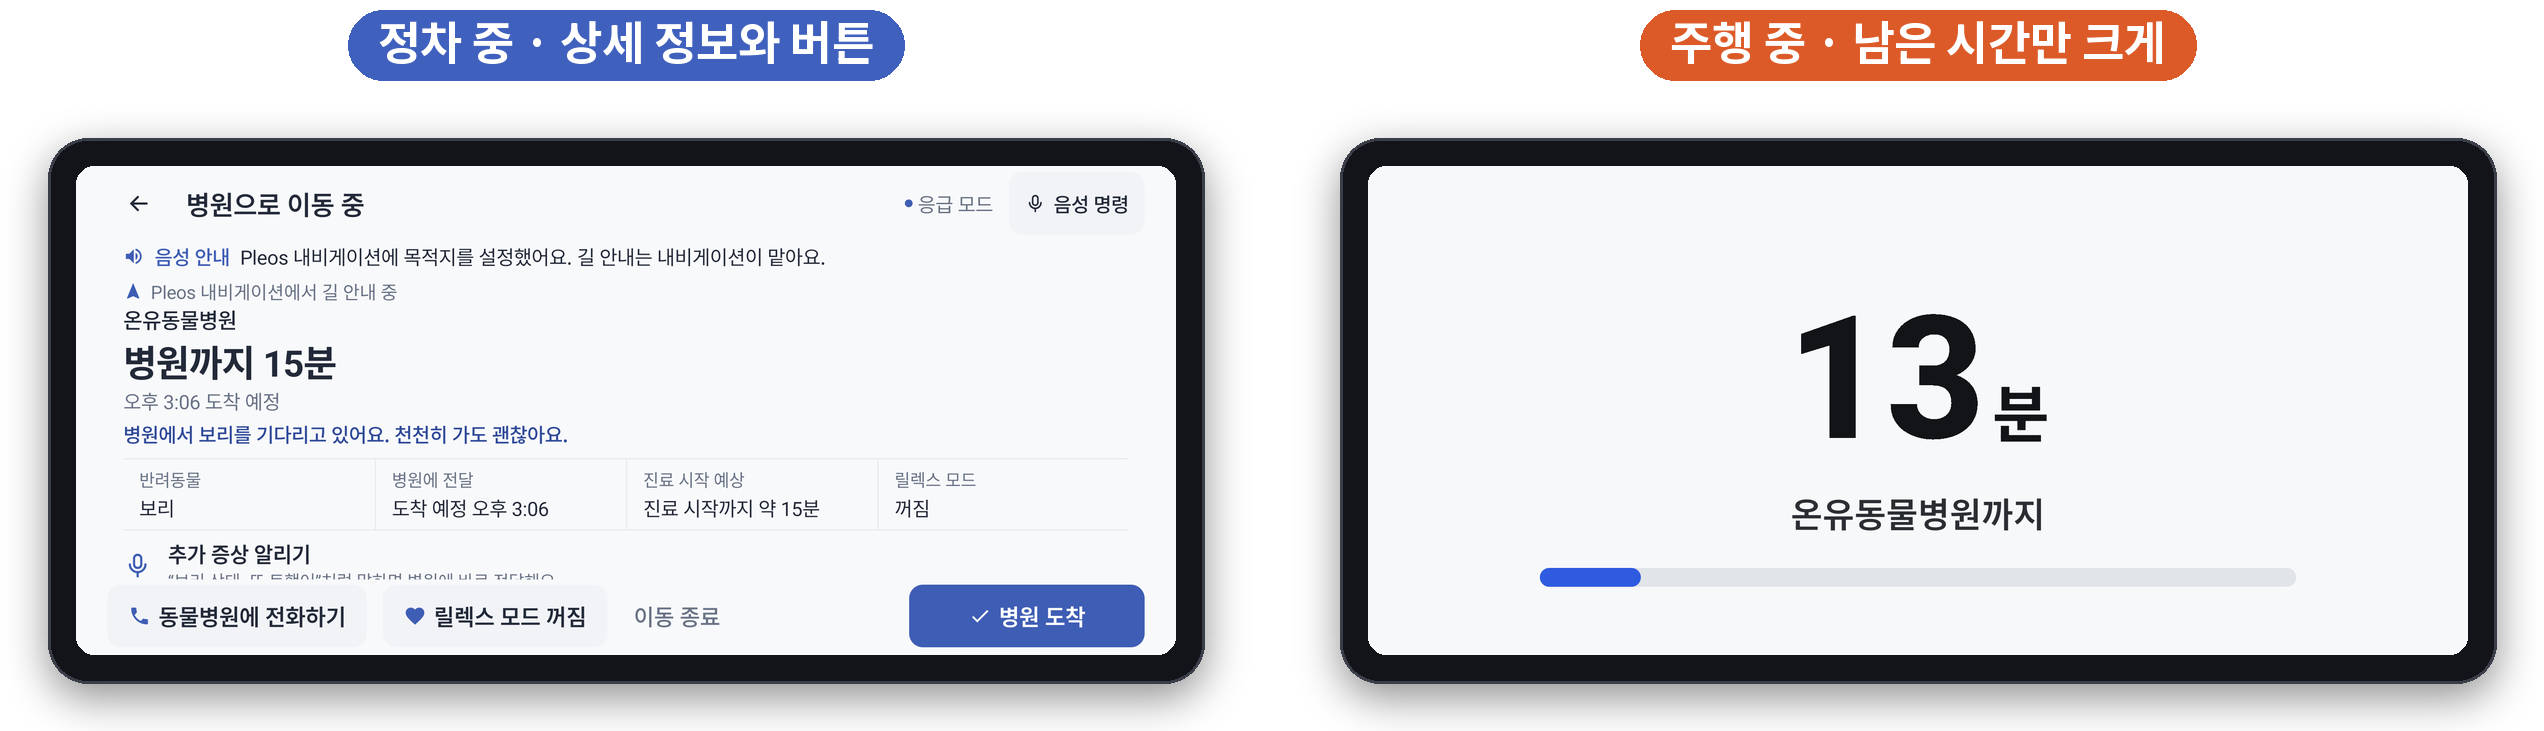 정차 중 · 상세 정보와 버튼
병원으로 이동 중
응급 모드
음성 명령
음성 안내 Pleos 내비게이션에 목적지를 설정했어요. 길 안내는 내비게이션이 맡아요.
Pleos 내비게이션에서 길 안내 중
온유동물병원
병원까지 15분
오후 3:06 도착 예정
병원에서 보리를 기다리고 있어요. 천천히 가도 괜찮아요.
반려동물
보리
병원에 전달
도착 예정 오후 3:06
진료 시작 예상
진료 시작까지 약 15분
릴렉스 모드
꺼짐
추가 증상 알리기
동물병원에 전화하기
릴렉스 모드 꺼짐
이동 종료
병원 도착
주행 중 · 남은 시간만 크게
13분
온유동물병원까지